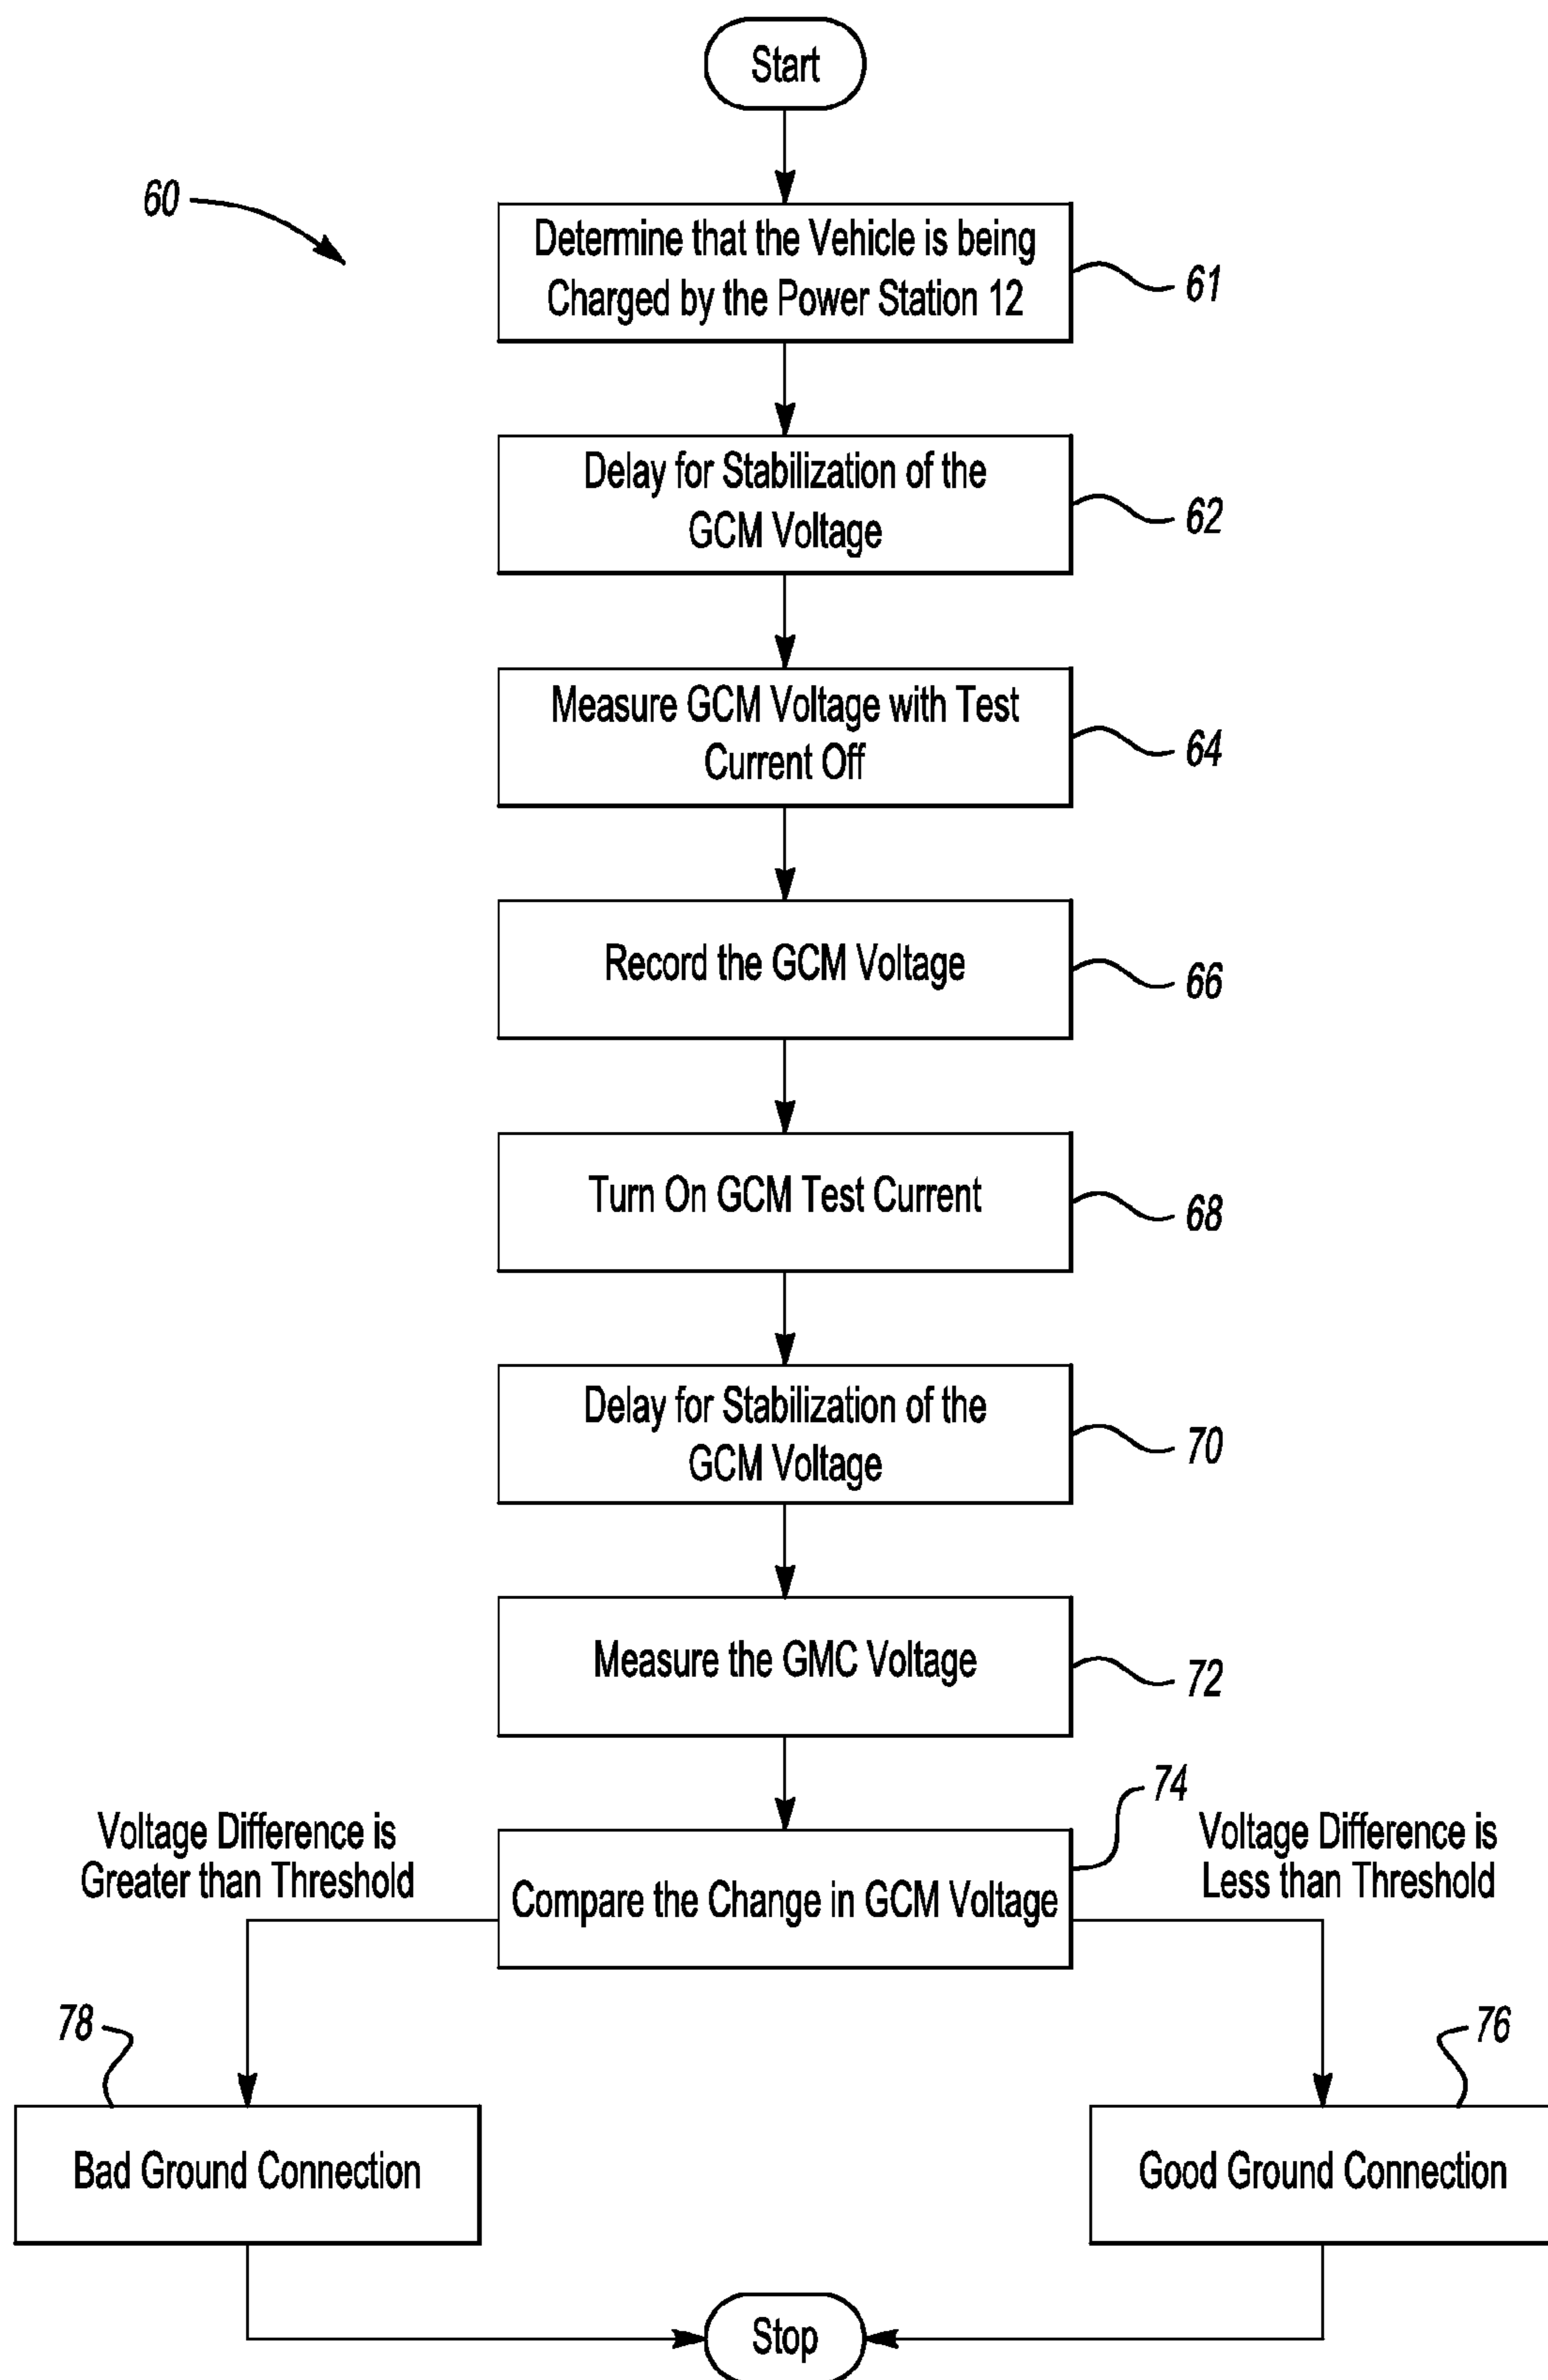 Start
60
Determine that the Vehicle is being
Charged by the Power Station 12
61
Delay for Stabilization of the
GCM Voltage
62
Measure GCM Voltage with Test
Current Off
64
Record the GCM Voltage
66
Turn On GCM Test Current
68
Delay for Stabilization of the
GCM Voltage
70
Measure the GMC Voltage
72
74
Voltage Difference is
Greater than Threshold
Compare the Change in GCM Voltage
Voltage Difference is
Less than Threshold
78
Bad Ground Connection
76
Good Ground Connection
Stop